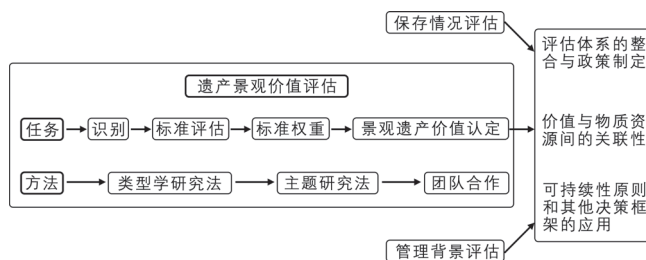 保存情况评估
评估体系的整
合与政策制定
遗产景观价值评估
任务
识别
标准评估
标准权重
景观遗产价值认定
价值与物质资
源间的关联性
方法
类型学研究法
主题研究法
团队合作
可持续性原则
和其他决策框
架的应用
管理背景评估